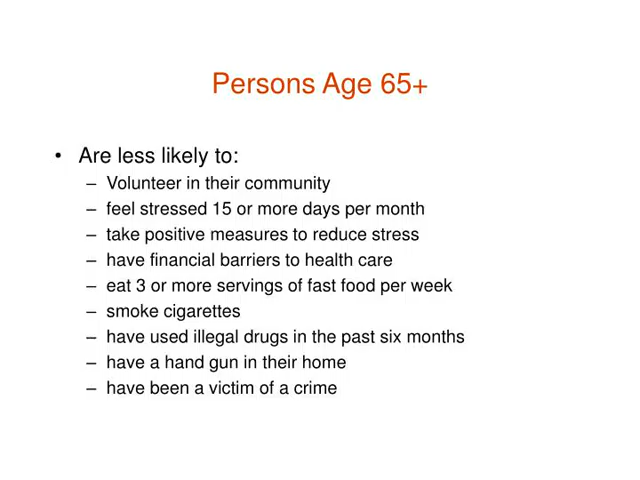 Persons Age 65+
• Are less likely to:
– Volunteer in their community
– feel stressed 15 or more days per month
– take positive measures to reduce stress
– have financial barriers to health care
– eat 3 or more servings of fast food per week
– smoke cigarettes
– have used illegal drugs in the past six months
– have a hand gun in their home
– have been a victim of a crime